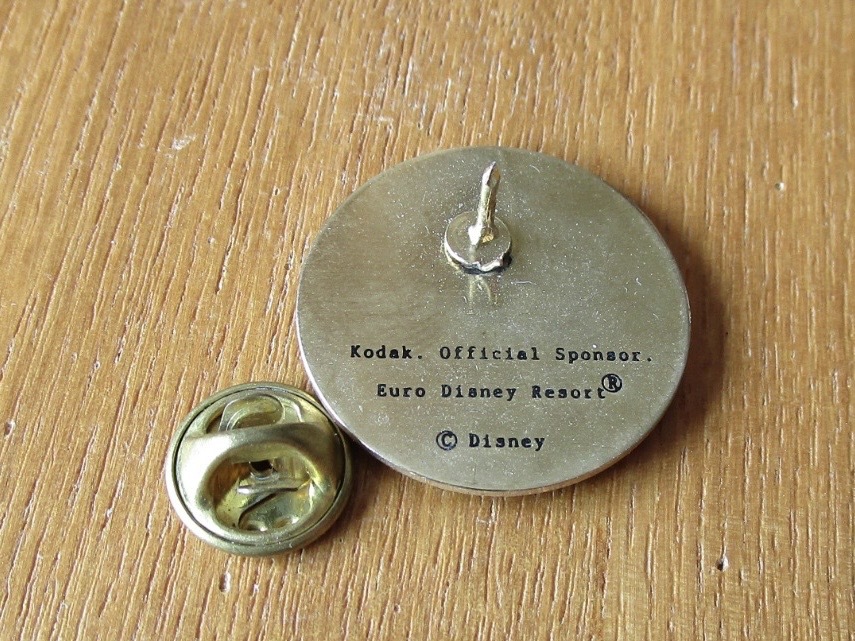 Kodak. Official Sponsor.
Euro Disney Resort®
© Disney